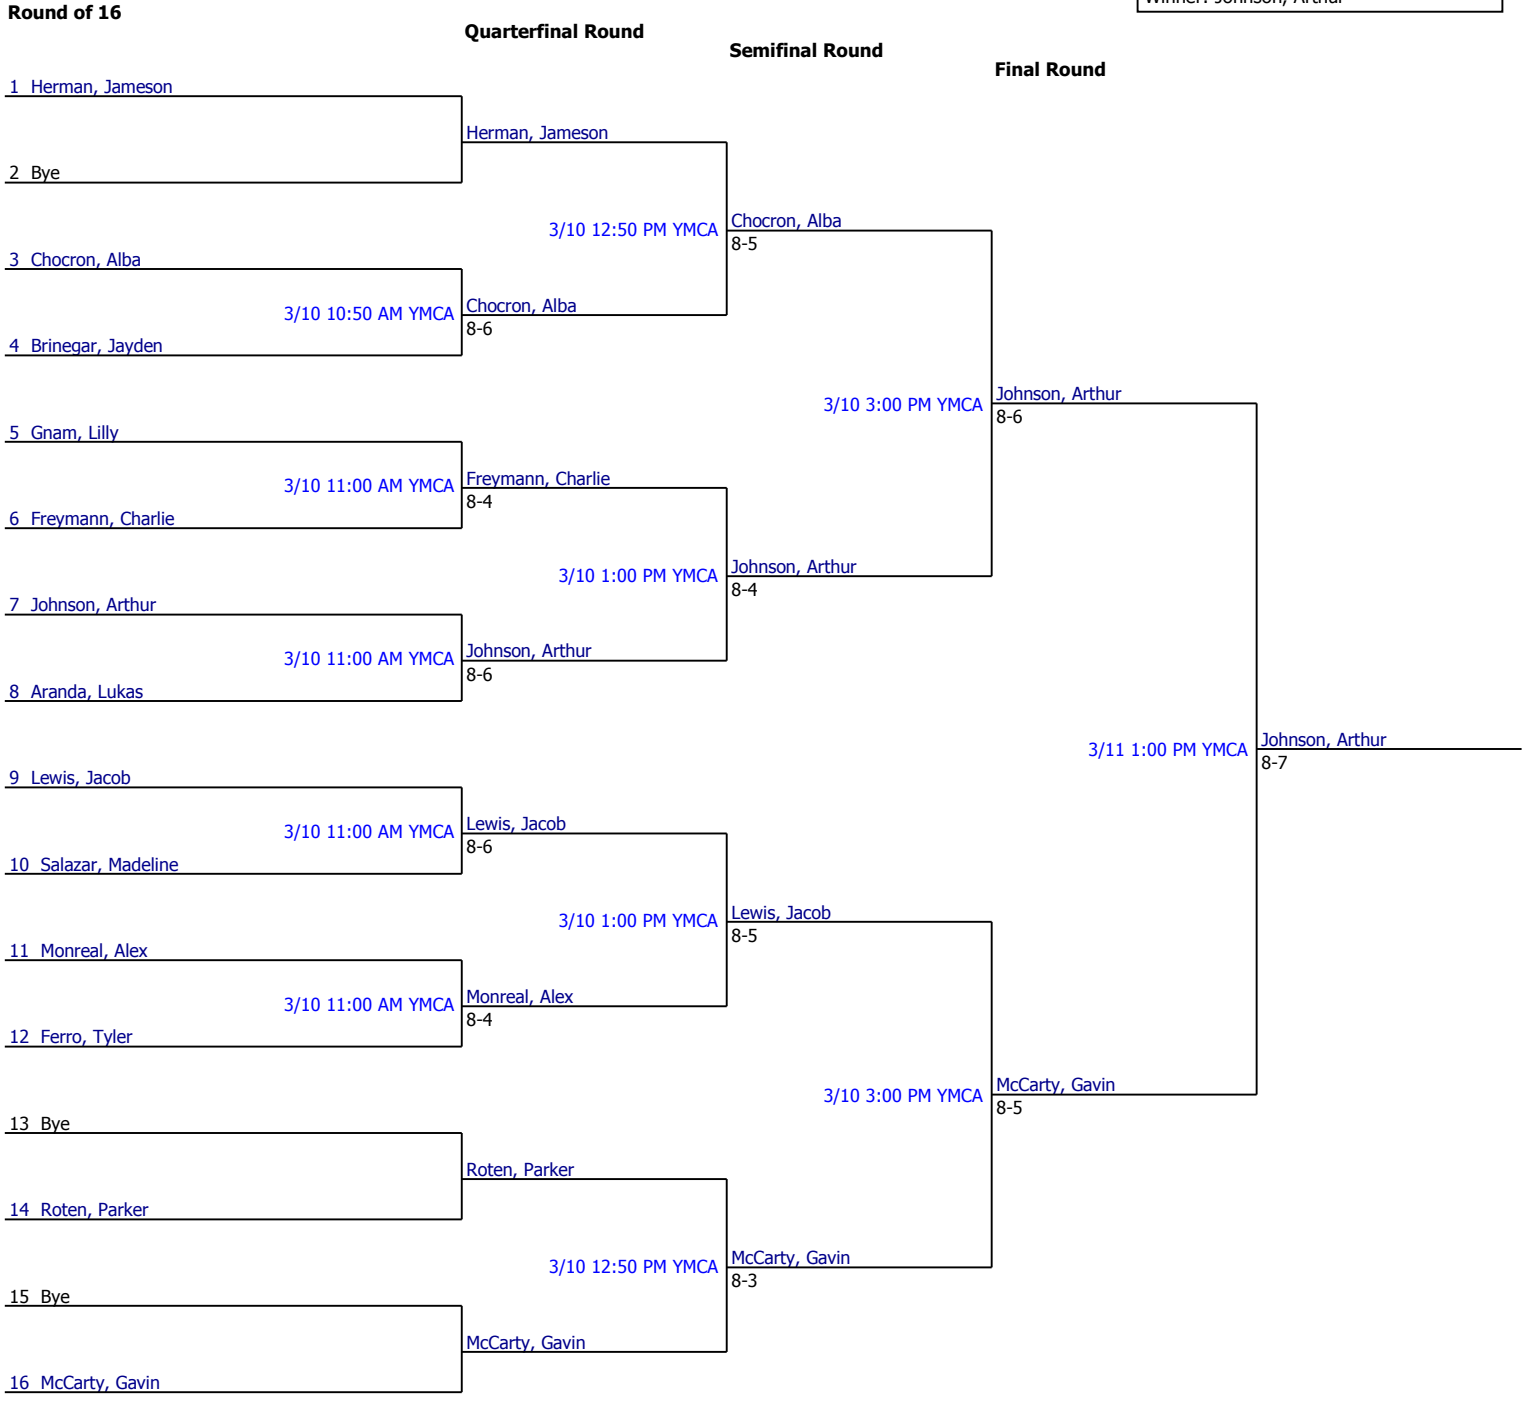 Winner: Johnson, Arthur
Round of 16
Quarterfinal Round
Semifinal Round
Final Round
1 Herman, Jameson
Herman, Jameson
2 Bye
3/10 12:50 PM YMCA
Chocron, Alba
8-5
3 Chocron, Alba
3/10 10:50 AM YMCA
Chocron, Alba
8-6
4 Brinegar, Jayden
3/10 3:00 PM YMCA
Johnson, Arthur
8-6
5 Gnam, Lilly
3/10 11:00 AM YMCA
Freymann, Charlie
8-4
6 Freymann, Charlie
3/10 1:00 PM YMCA
Johnson, Arthur
8-4
7 Johnson, Arthur
3/10 11:00 AM YMCA
Johnson, Arthur
8-6
8 Aranda, Lukas
3/11 1:00 PM YMCA
Johnson, Arthur
8-7
9 Lewis, Jacob
3/10 11:00 AM YMCA
Lewis, Jacob
8-6
10 Salazar, Madeline
3/10 1:00 PM YMCA
Lewis, Jacob
8-5
11 Monreal, Alex
3/10 11:00 AM YMCA
Monreal, Alex
8-4
12 Ferro, Tyler
3/10 3:00 PM YMCA
McCarty, Gavin
8-5
13 Bye
Roten, Parker
14 Roten, Parker
3/10 12:50 PM YMCA
McCarty, Gavin
8-3
15 Bye
McCarty, Gavin
16 McCarty, Gavin